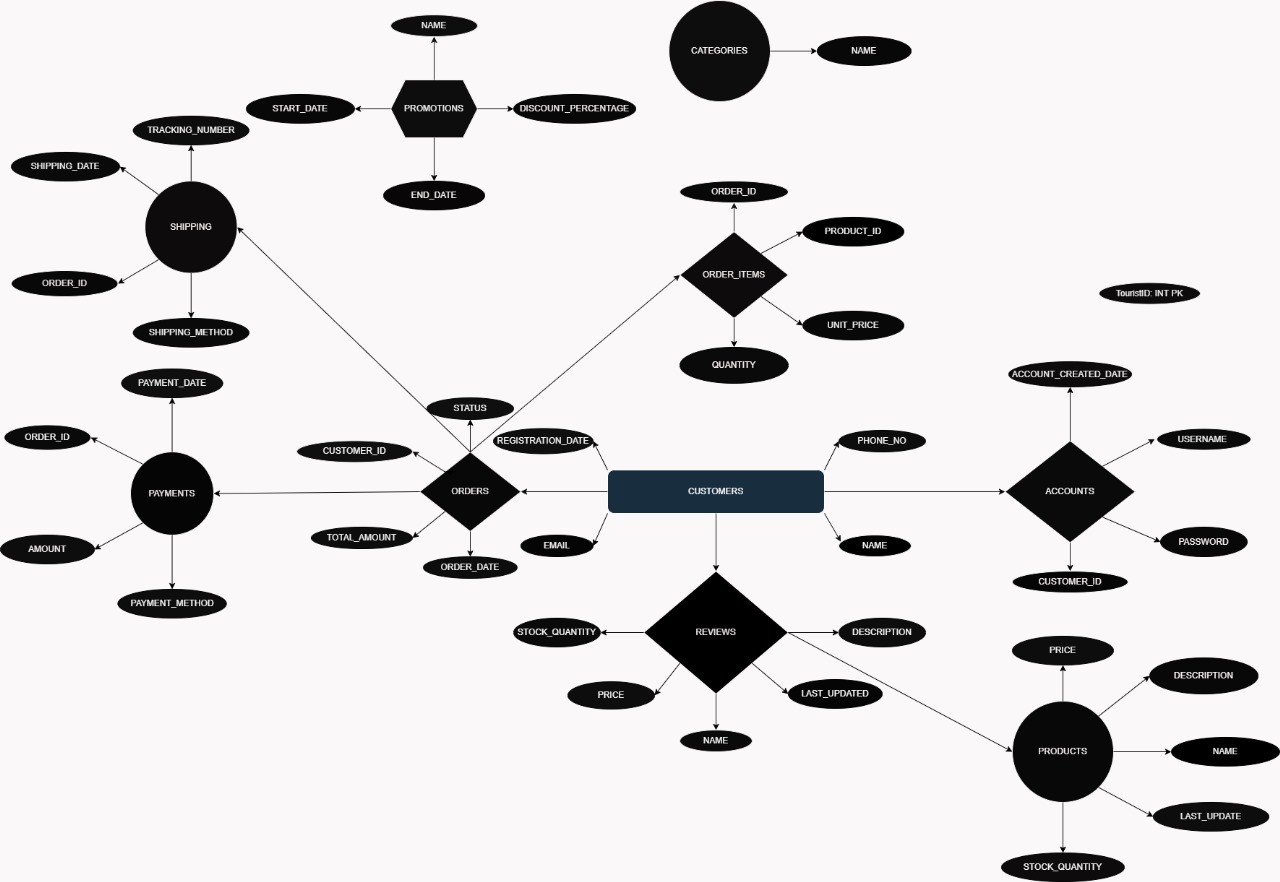 NAME
CATEGORIES
NAME
START_DATE
PROMOTIONS
DISCOUNT_PERCENTAGE
END_DATE
TRACKING_NUMBER
SHIPPING_DATE
SHIPPING
ORDER_ID
SHIPPING_METHOD
ORDER_ID
PRODUCT_ID
ORDER_ITEMS
UNIT_PRICE
QUANTITY
TouristID: INT PK
PAYMENT_DATE
ORDER_ID
PAYMENTS
AMOUNT
PAYMENT_METHOD
STATUS
CUSTOMER_ID
ORDERS
TOTAL_AMOUNT
ORDER_DATE
REGISTRATION_DATE
PHONE_NO
CUSTOMERS
EMAIL
NAME
ACCOUNT_CREATED_DATE
USERNAME
ACCOUNTS
PASSWORD
CUSTOMER_ID
STOCK_QUANTITY
REVIEWS
DESCRIPTION
PRICE
LAST_UPDATED
NAME
PRICE
DESCRIPTION
PRODUCTS
NAME
LAST_UPDATE
STOCK_QUANTITY